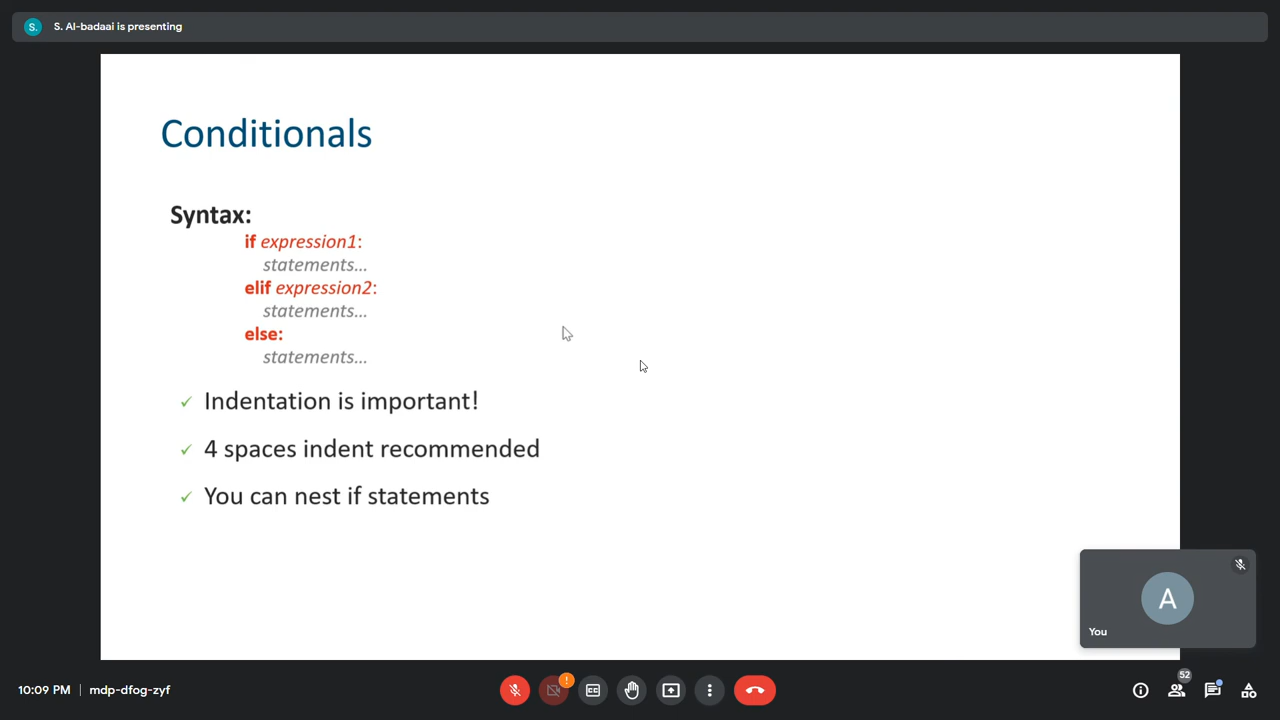 S.
S. Al-badaai is presenting
Conditionals
Syntax:
if expression1:
statements...
elif expression2:
statements...
else:
statements...
✓ Indentation is important!
✓ 4 spaces indent recommended
✓ You can nest if statements
A
You
10:09 PM | mdp-dfog-zyf
!
CC
52